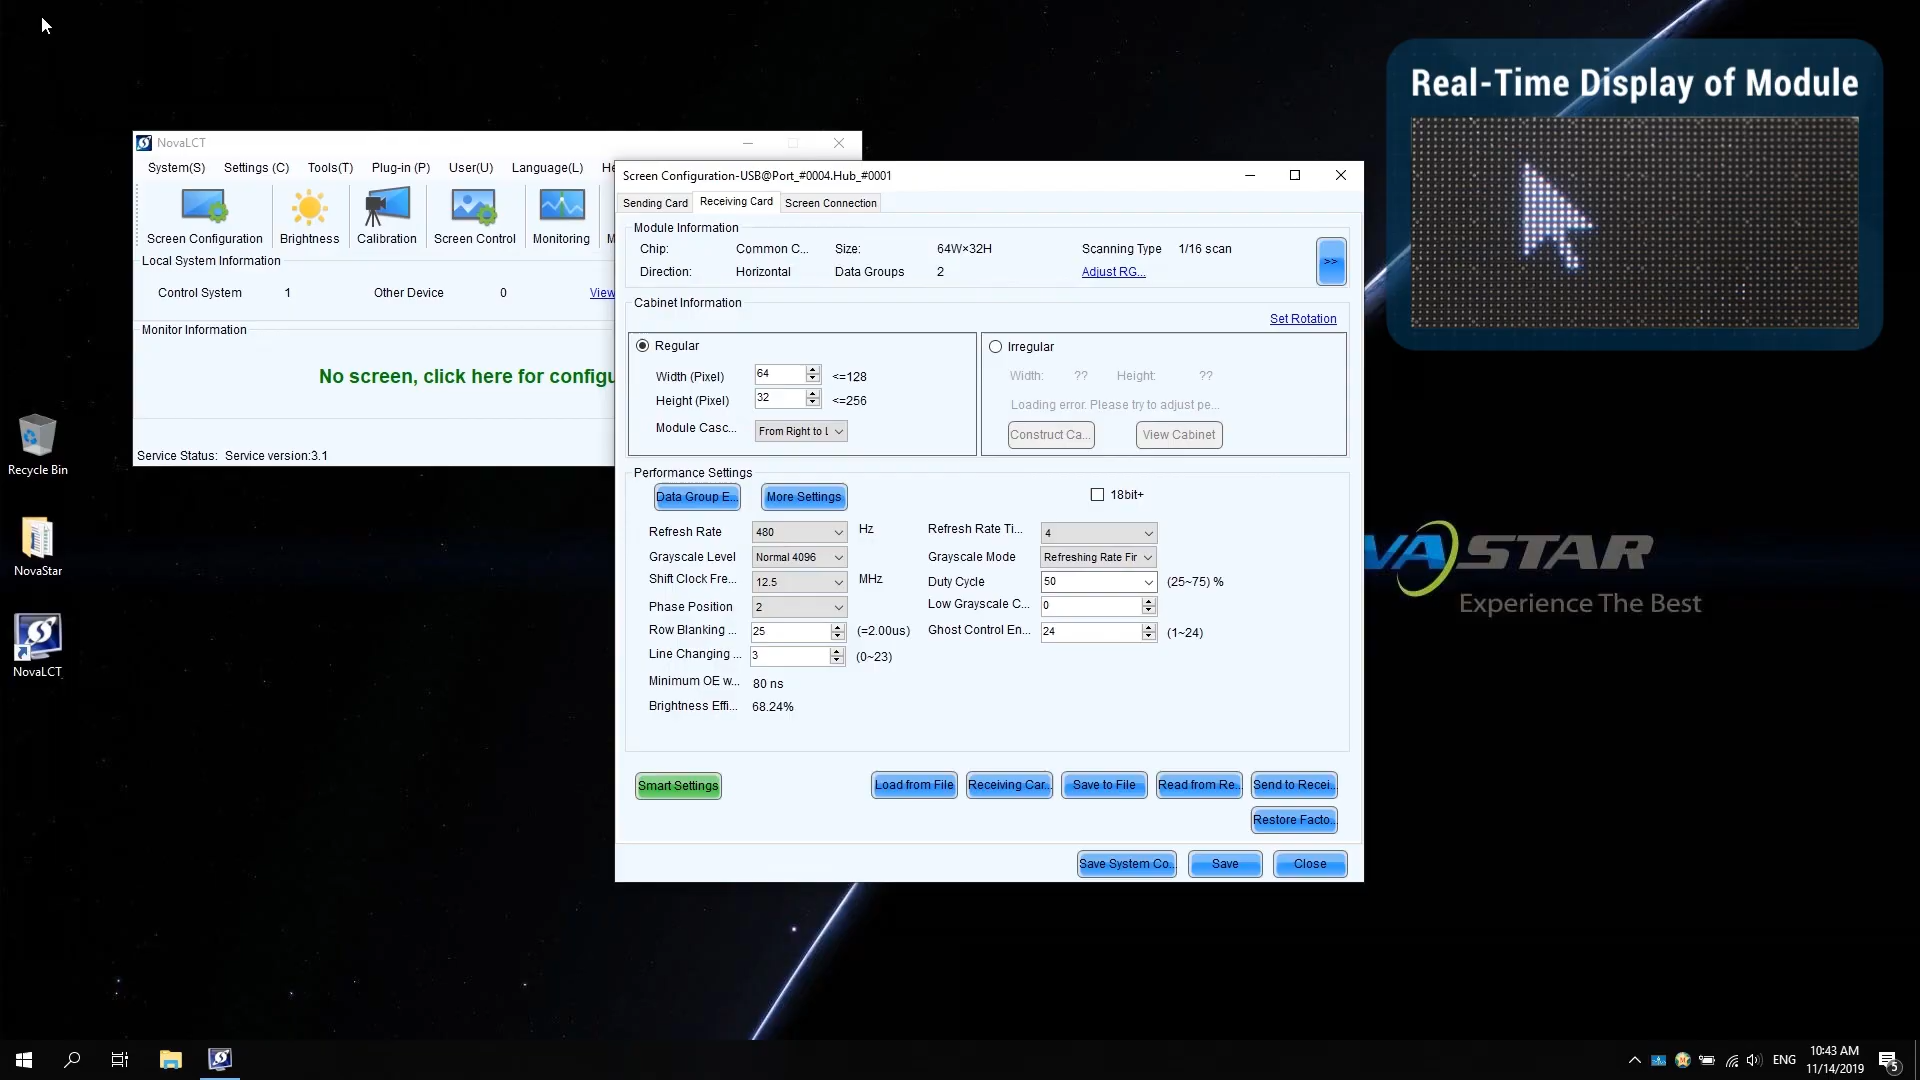 Real-Time Display of Module
NovaLCT
System(S) Settings (C) Tools(T) Plug-in (P) User(U) Language(L) He
Screen Configuration Brightness Calibration Screen Control Monitoring M
Local System Information
Control System 1 Other Device 0 View
Monitor Information
No screen, click here for configu
Service Status: Service version:3.1
Screen Configuration-USB@Port_#0004.Hub_#0001
Sending Card Receiving Card Screen Connection
Module Information
Chip: Common C... Size: 64W×32H Scanning Type 1/16 scan
Direction: Horizontal Data Groups 2 Adjust RG...
>>
Cabinet Information
Set Rotation
Regular
Width (Pixel) 64 <=128
Height (Pixel) 32 <=256
Module Casc... From Right to L
Irregular
Width: ?? Height: ??
Loading error. Please try to adjust pe...
Construct Ca... View Cabinet
Performance Settings
Data Group E... More Settings 18bit+
Refresh Rate 480 Hz Refresh Rate Ti... 4
Grayscale Level Normal 4096 Grayscale Mode Refreshing Rate Fir
Shift Clock Fre... 12.5 MHz Duty Cycle 50 (25~75) %
Phase Position 2 Low Grayscale C... 0
Row Blanking ... 25 (=2.00us) Ghost Control En... 24 (1~24)
Line Changing ... 3 (0~23)
Minimum OE w... 80 ns
Brightness Effi... 68.24%
Smart Settings Load from File Receiving Car... Save to File Read from Re... Send to Recei...
Restore Facto...
Save System Co... Save Close
Recycle Bin
NovaStar
NovaLCT
VASTAR
Experience The Best
ENG
10:43 AM
11/14/2019
5